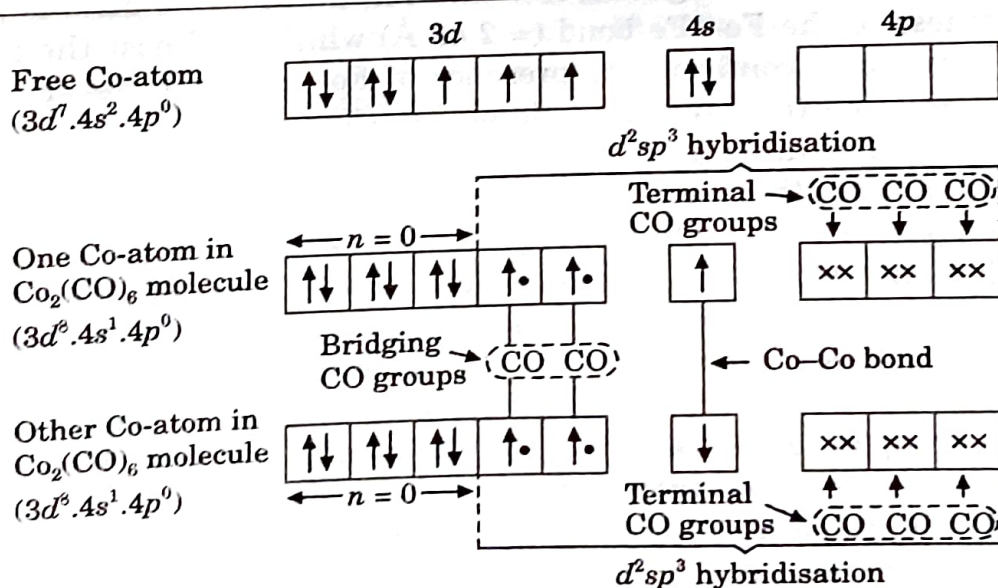 3d 4s 4p
Free Co-atom
(3d⁷.4s².4p⁰)
d²sp³ hybridisation
Terminal CO groups
CO CO CO
n = 0
One Co-atom in
Co₂(CO)₆ molecule
(3d⁸.4s¹.4p⁰)
×× ×× ××
Bridging CO groups
CO CO
Co–Co bond
Other Co-atom in
Co₂(CO)₆ molecule
(3d⁸.4s¹.4p⁰)
×× ×× ××
n = 0
Terminal CO groups
CO CO CO
d²sp³ hybridisation